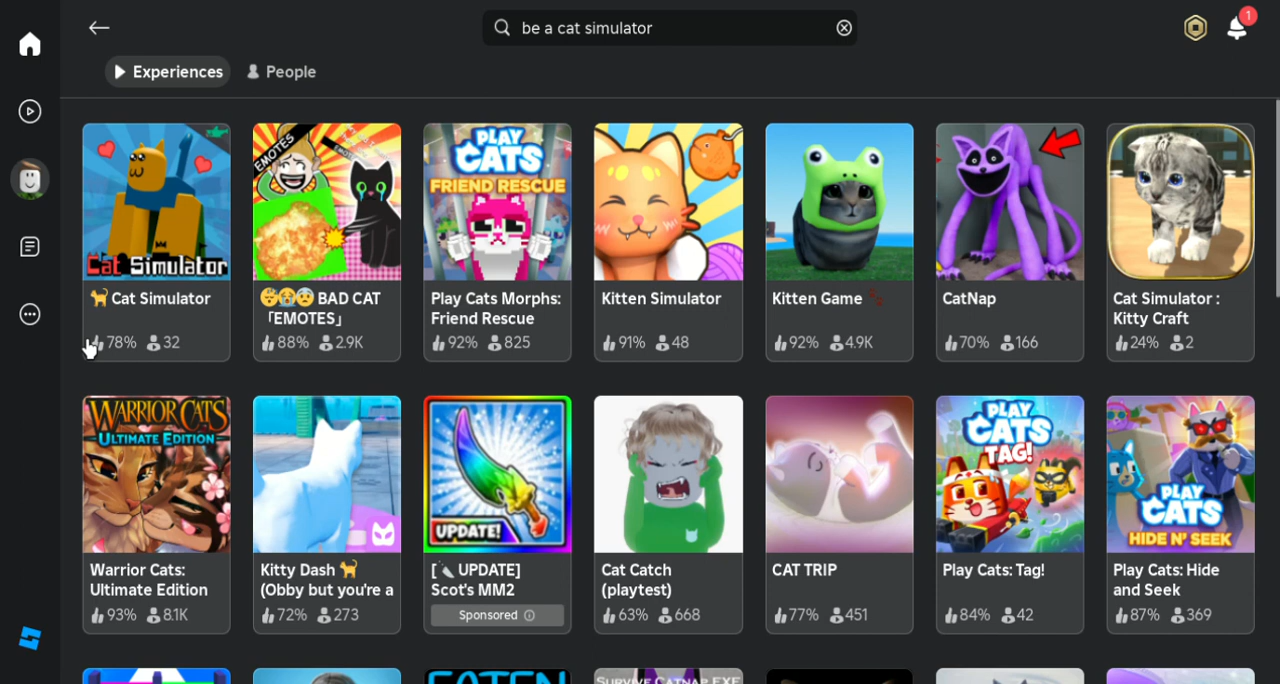 be a cat simulator
1
Experiences
People
Cat Simulator
EMOTES
PLAY
CATS
FRIEND RESCUE
Cat Simulator
78% 32
BAD CAT
「EMOTES」
88% 2.9K
Play Cats Morphs:
Friend Rescue
92% 825
Kitten Simulator
91% 48
Kitten Game
92% 4.9K
CatNap
70% 166
Cat Simulator :
Kitty Craft
24% 2
WARRIOR CATS
ULTIMATE EDITION
UPDATE!
PLAY
CATS
TAG!
PLAY
CATS
HIDE N' SEEK
Warrior Cats:
Ultimate Edition
93% 8.1K
Kitty Dash
(Obby but you're a
72% 273
[🔪 UPDATE]
Scot's MM2
Sponsored
Cat Catch
(playtest)
63% 668
CAT TRIP
77% 451
Play Cats: Tag!
84% 42
Play Cats: Hide
and Seek
87% 369
EATEN
SURVIVE CATNAP EXE